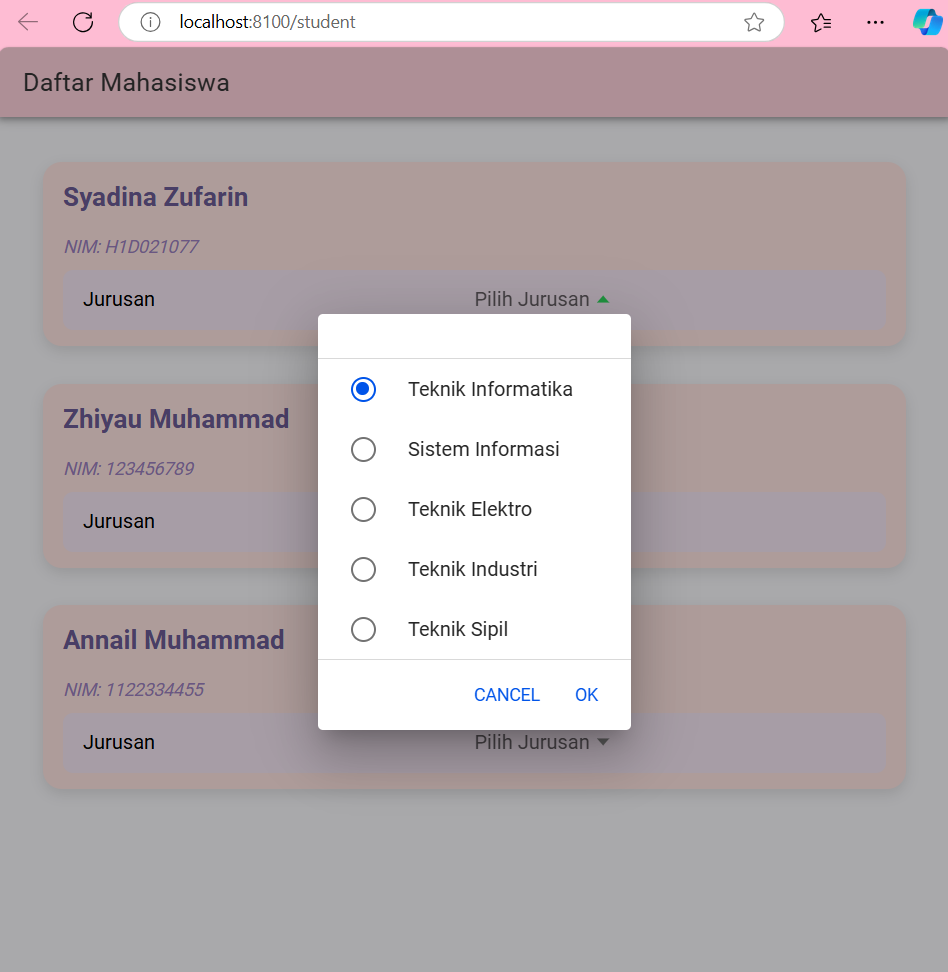 localhost:8100/student
Daftar Mahasiswa
Syadina Zufarin
NIM: H1D021077
Jurusan Pilih Jurusan
Teknik Informatika
Zhiyau Muhammad
Sistem Informasi
NIM: 123456789
Teknik Elektro
Jurusan
Teknik Industri
Annail Muhammad
Teknik Sipil
NIM: 1122334455
CANCEL OK
Jurusan Pilih Jurusan